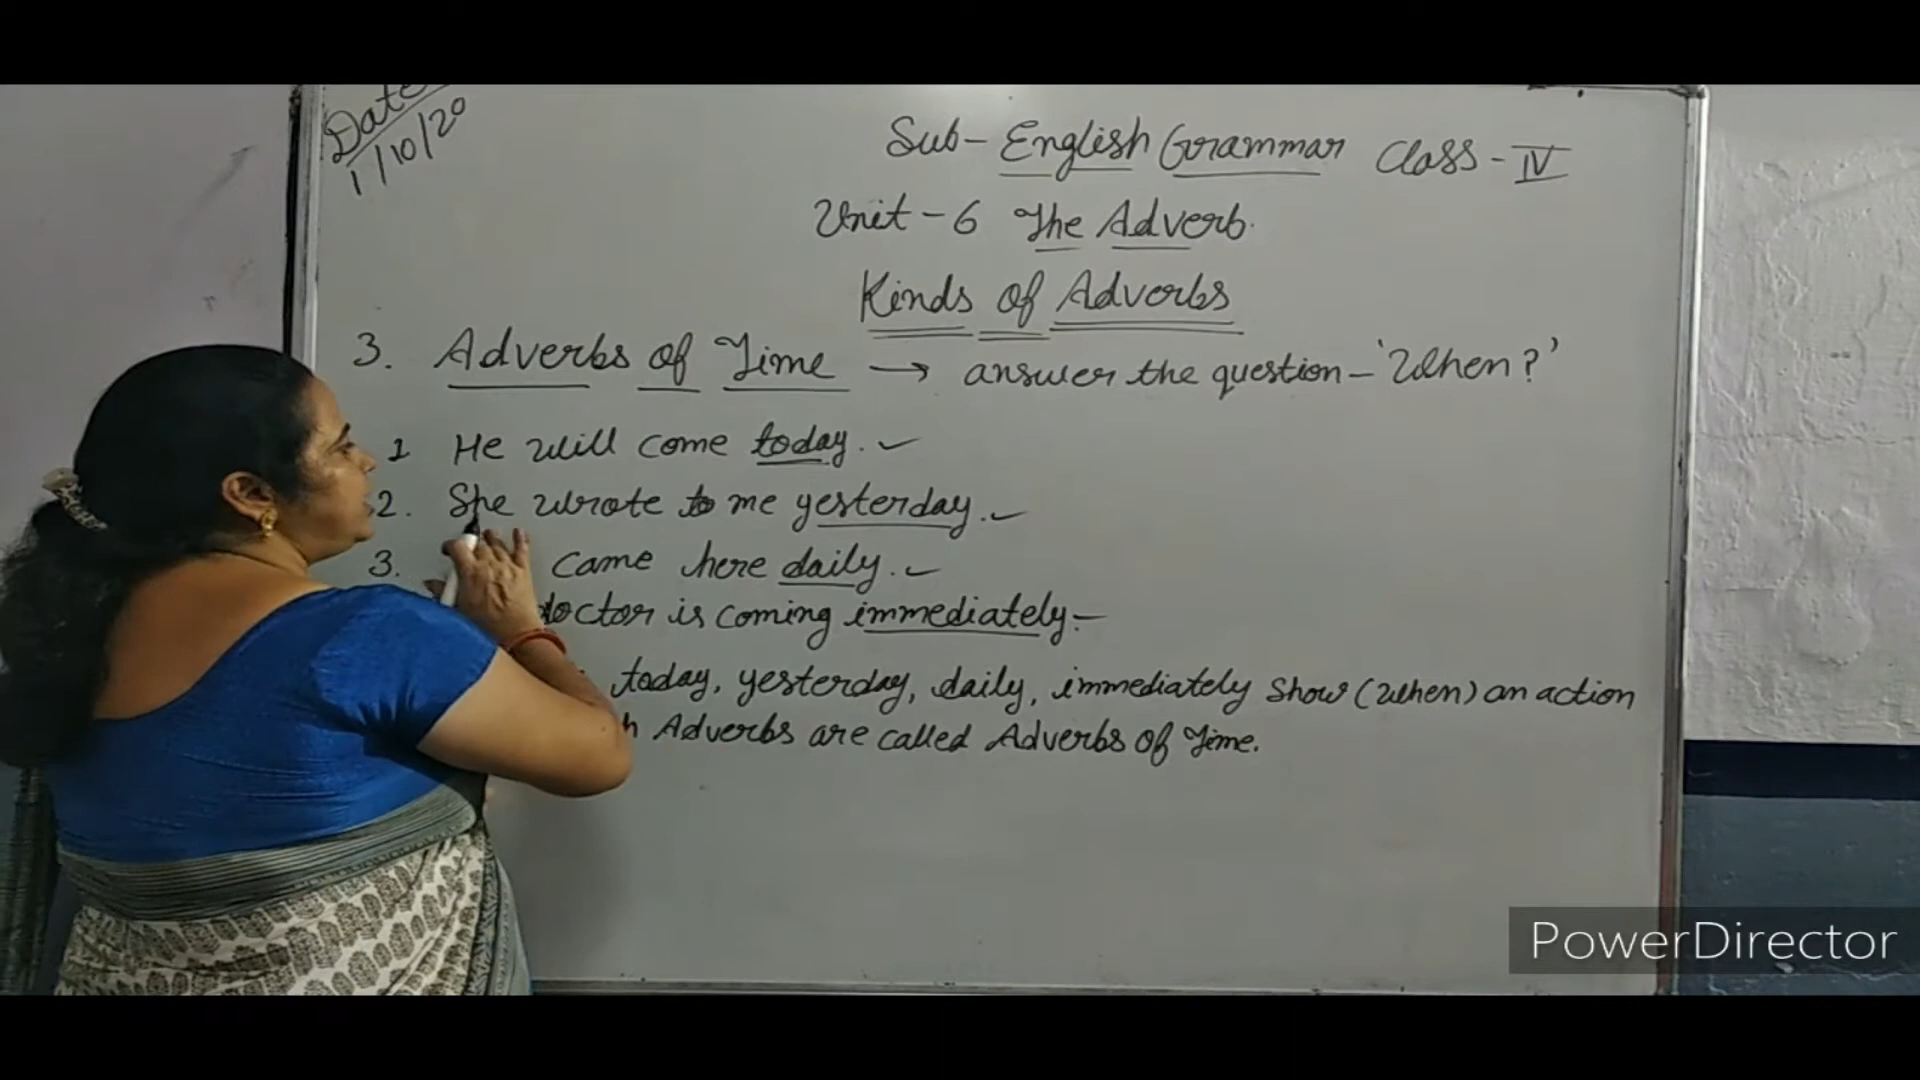 Date
1/10/20
Sub- English Grammar Class - IV
Unit - 6 The Adverb.
Kinds of Adverbs
3. Adverbs of Time → answer the question - 'When?'
1 He will come today.
2. She wrote to me yesterday.
3. came here daily.
doctor is coming immediately.
today, yesterday, daily, immediately show (when) an action
Adverbs are called Adverbs of Time.
PowerDirector